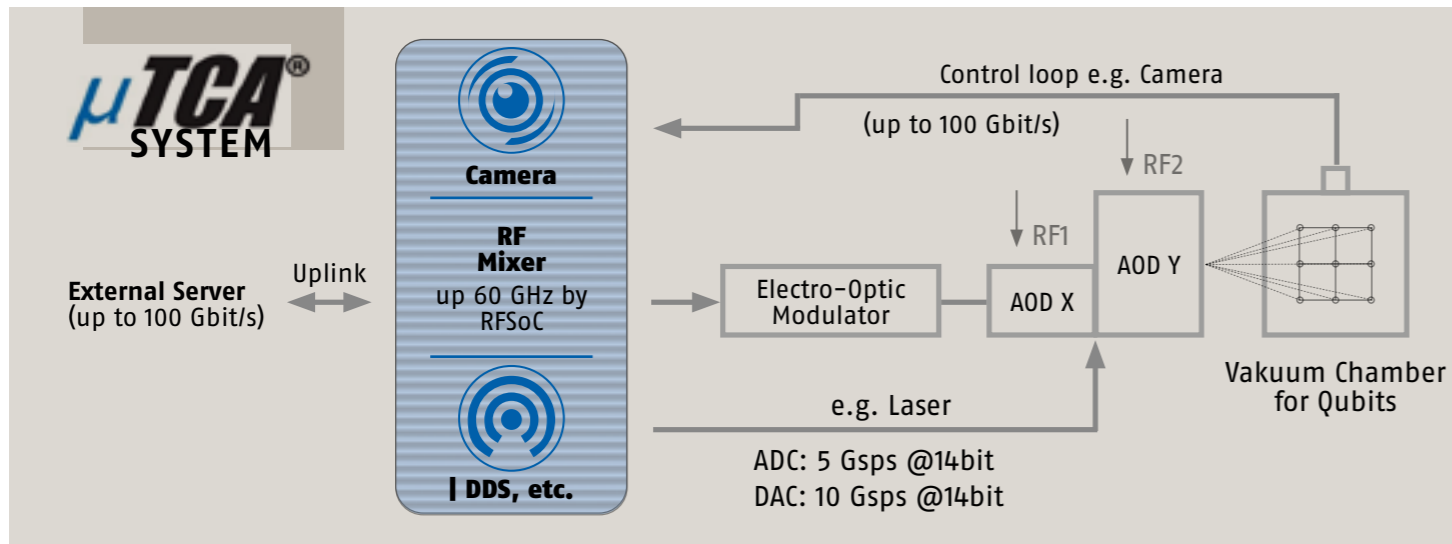 μTCA®
SYSTEM
External Server
(up to 100 Gbit/s)
Uplink
Camera
RF
Mixer
up 60 GHz by
RFSoC
| DDS, etc.
Control loop e.g. Camera
(up to 100 Gbit/s)
RF2
RF1
Electro-Optic
Modulator
AOD X
AOD Y
Vakuum Chamber
for Qubits
e.g. Laser
ADC: 5 Gsps @14bit
DAC: 10 Gsps @14bit